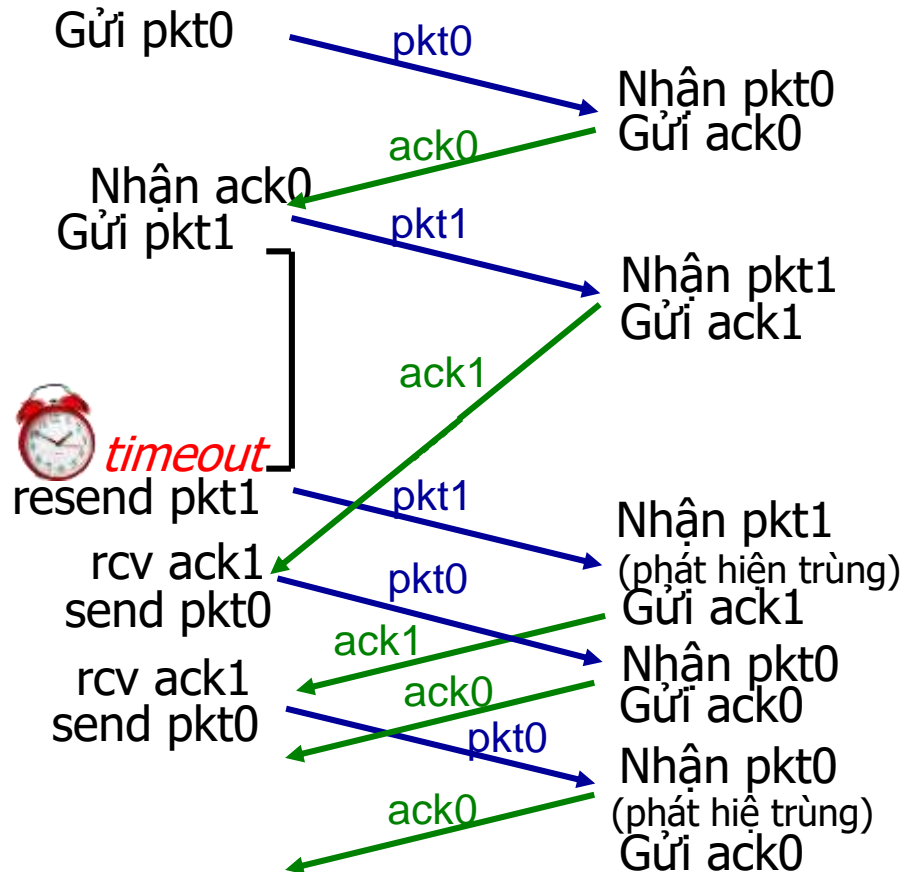 Gửi pkt0
pkt0
Nhận pkt0
Gửi ack0
ack0
Nhận ack0
Gửi pkt1
pkt1
Nhận pkt1
Gửi ack1
ack1
timeout
resend pkt1
pkt1
Nhận pkt1
(phát hiện trùng)
Gửi ack1
rcv ack1
send pkt0
pkt0
ack1
Nhận pkt0
Gửi ack0
rcv ack1
send pkt0
ack0
pkt0
Nhận pkt0
(phát hiệ trùng)
Gửi ack0
ack0